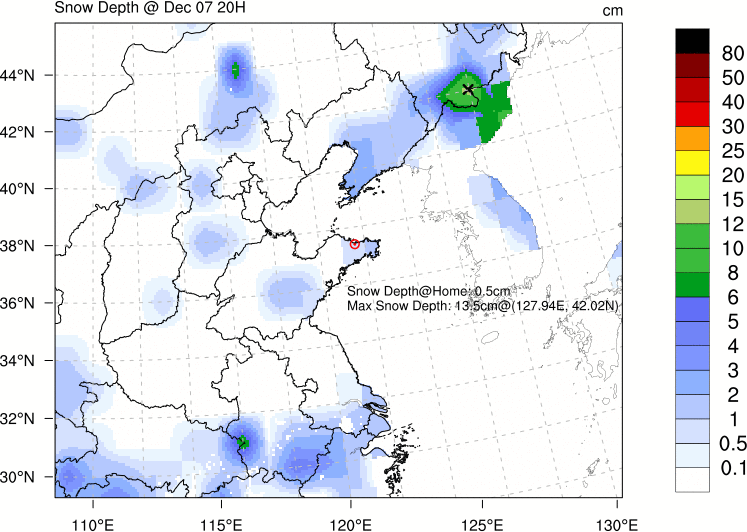 Snow Depth @ Dec 07 20H
cm
44°N
42°N
40°N
38°N
36°N
34°N
32°N
30°N
Snow Depth@Home: 0.5cm
Max Snow Depth: 13.5cm@(127.94E, 42.02N)
110°E
115°E
120°E
125°E
130°E
80
50
40
30
25
20
15
12
10
8
6
5
4
3
2
1
0.5
0.1